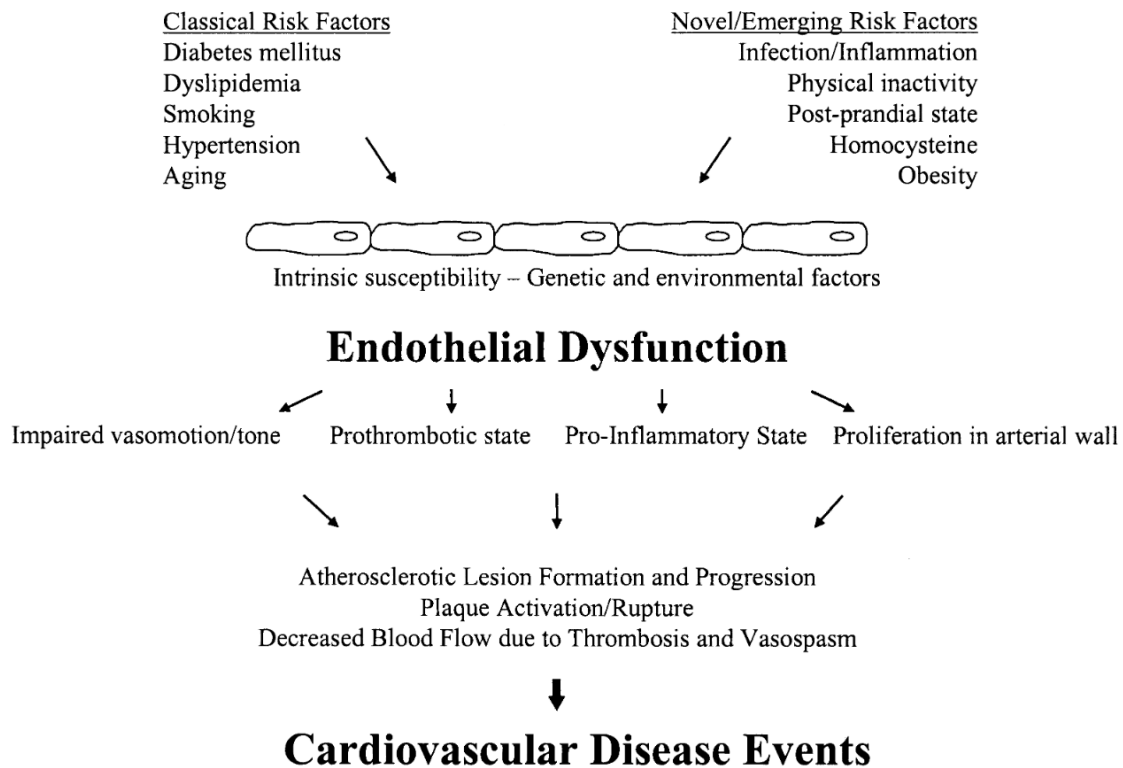 Classical Risk Factors
Diabetes mellitus
Dyslipidemia
Smoking
Hypertension
Aging
Novel/Emerging Risk Factors
Infection/Inflammation
Physical inactivity
Post-prandial state
Homocysteine
Obesity
Intrinsic susceptibility – Genetic and environmental factors
Endothelial Dysfunction
Impaired vasomotion/tone
Prothrombotic state
Pro-Inflammatory State
Proliferation in arterial wall
Atherosclerotic Lesion Formation and Progression
Plaque Activation/Rupture
Decreased Blood Flow due to Thrombosis and Vasospasm
Cardiovascular Disease Events